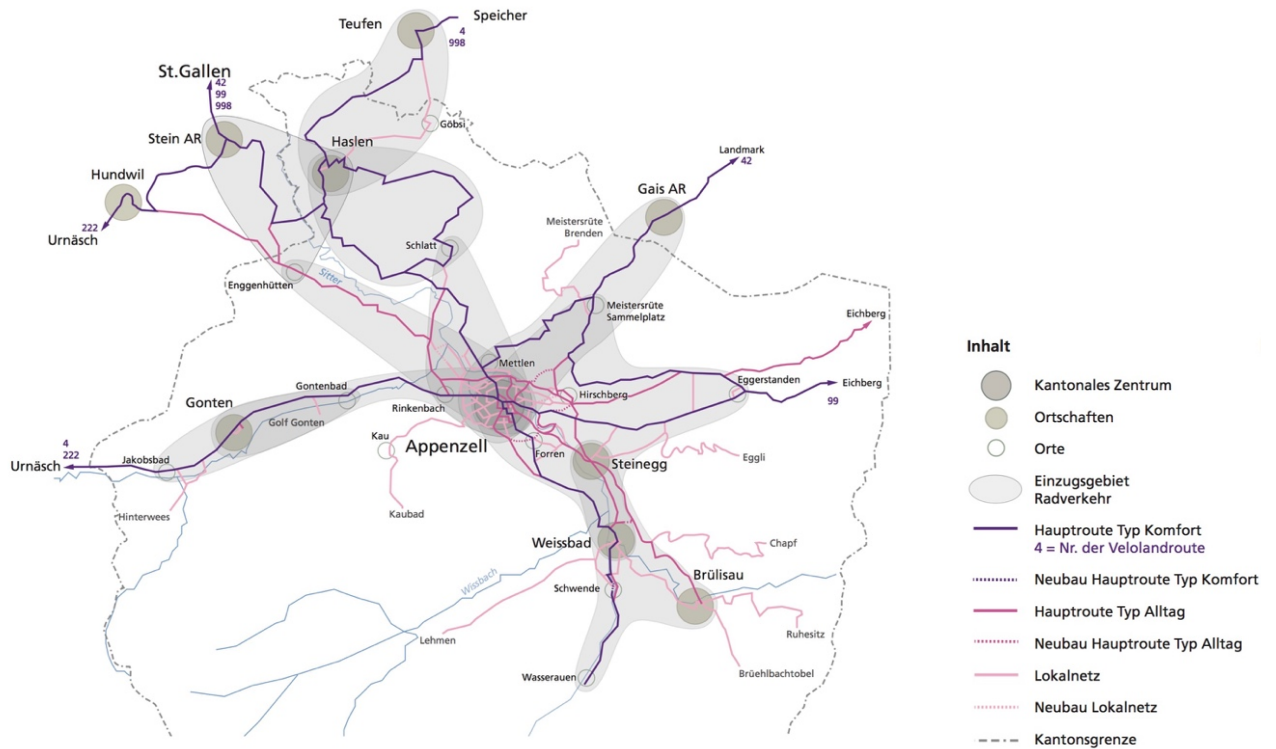 Teufen
Speicher
4
998
St.Gallen
42
99
998
Stein AR
Göbsi
Haslen
Hundwil
Landmark
42
Gais AR
222
Urnäsch
Meistersrüte
Brenden
Schlatt
Sitter
Enggenhütten
Meistersrüte
Sammelplatz
Eichberg
Mettlen
Gontenbad
Eggerstanden
Eichberg
99
Gonten
Rinkenbach
Hirschberg
Golf Gonten
Kau
Appenzell
4
222
Urnäsch
Jakobsbad
Forren
Steinegg
Eggli
Hinterwees
Kaubad
Weissbad
Chapf
Wissbach
Schwende
Brülisau
Lehmen
Ruhesitz
Wasserauen
Brüehlbachtobel
Inhalt
Kantonales Zentrum
Ortschaften
Orte
Einzugsgebiet
Radverkehr
Hauptroute Typ Komfort
4 = Nr. der Velolandroute
Neubau Hauptroute Typ Komfort
Hauptroute Typ Alltag
Neubau Hauptroute Typ Alltag
Lokalnetz
Neubau Lokalnetz
Kantonsgrenze